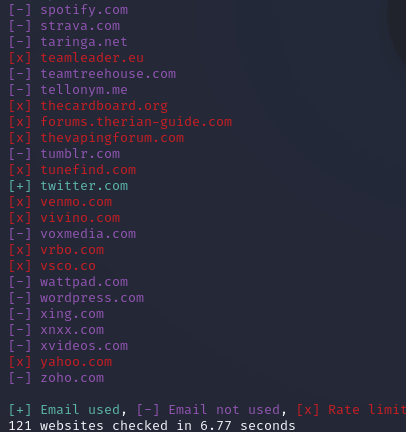 [-] spotify.com
[-] strava.com
[-] taringa.net
[x] teamleader.eu
[-] teamtreehouse.com
[-] tellonym.me
[x] thecardboard.org
[x] forums.therian-guide.com
[x] thevapingforum.com
[-] tumblr.com
[x] tunefind.com
[+] twitter.com
[x] venmo.com
[x] vivino.com
[-] voxmedia.com
[x] vrbo.com
[x] vsco.co
[-] wattpad.com
[-] wordpress.com
[-] xing.com
[-] xnxx.com
[-] xvideos.com
[x] yahoo.com
[-] zoho.com
[+] Email used, [-] Email not used, [x] Rate limit
121 websites checked in 6.77 seconds